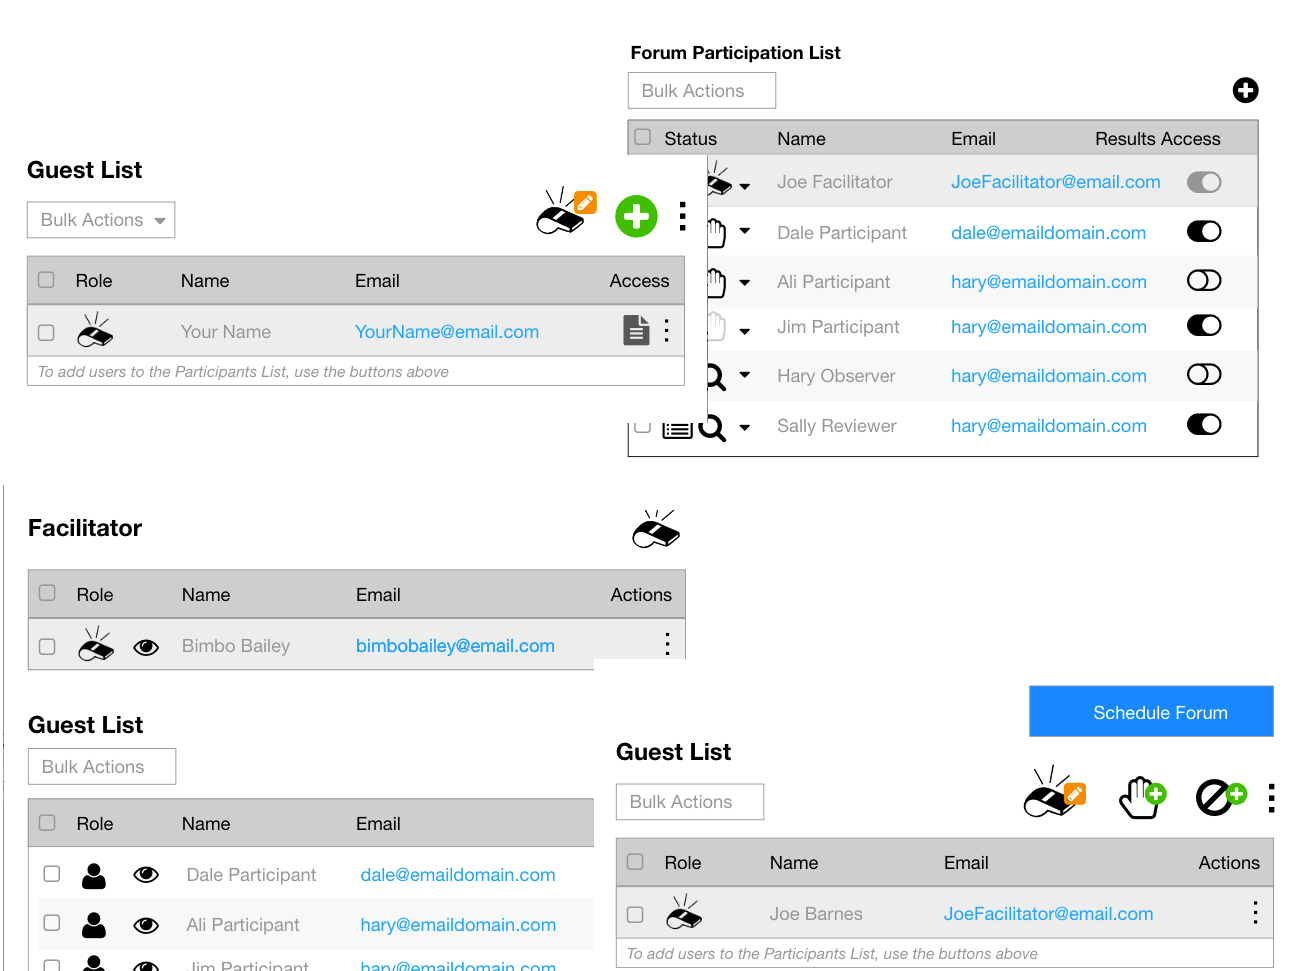 Forum Participation List
Bulk Actions
Status Name Email Results Access
Joe Facilitator JoeFacilitator@email.com
Dale Participant dale@emaildomain.com
Ali Participant hary@emaildomain.com
Jim Participant hary@emaildomain.com
Hary Observer hary@emaildomain.com
Sally Reviewer hary@emaildomain.com
Guest List
Bulk Actions
Role Name Email Access
Your Name YourName@email.com
To add users to the Participants List, use the buttons above
Facilitator
Role Name Email Actions
Bimbo Bailey bimbobailey@email.com
Guest List
Bulk Actions
Role Name Email
Dale Participant dale@emaildomain.com
Ali Participant hary@emaildomain.com
Jim Participant hary@emaildomain.com
Schedule Forum
Guest List
Bulk Actions
Role Name Email Actions
Joe Barnes JoeFacilitator@email.com
To add users to the Participants List, use the buttons above